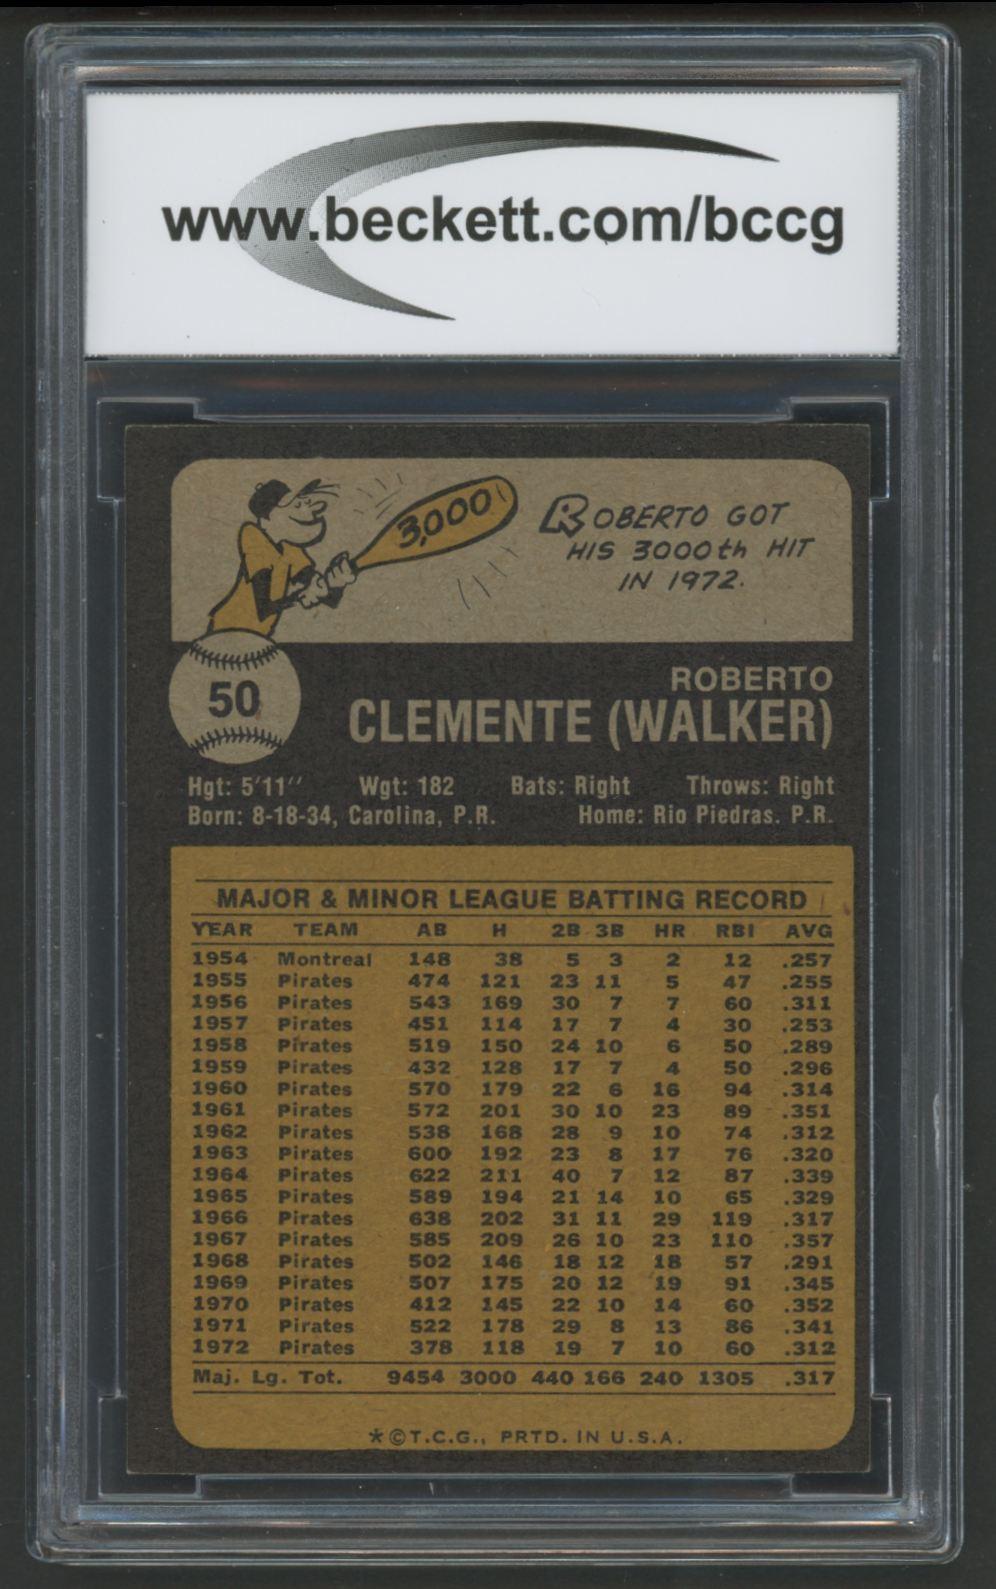 www.beckett.com/bccg
3,000
ROBERTO GOT
HIS 3000th HIT
IN 1972.
50
ROBERTO
CLEMENTE (WALKER)
Hgt: 5'11'' Wgt: 182 Bats: Right Throws: Right
Born: 8-18-34, Carolina, P.R. Home: Rio Piedras. P.R.
MAJOR & MINOR LEAGUE BATTING RECORD
YEAR TEAM AB H 2B 3B HR RBI AVG
1954 Montreal 148 38 5 3 2 12 .257
1955 Pirates 474 121 23 11 5 47 .255
1956 Pirates 543 169 30 7 7 60 .311
1957 Pirates 451 114 17 7 4 30 .253
1958 Pirates 519 150 24 10 6 50 .289
1959 Pirates 432 128 17 7 4 50 .296
1960 Pirates 570 179 22 6 16 94 .314
1961 Pirates 572 201 30 10 23 89 .351
1962 Pirates 538 168 28 9 10 74 .312
1963 Pirates 600 192 23 8 17 76 .320
1964 Pirates 622 211 40 7 12 87 .339
1965 Pirates 589 194 21 14 10 65 .329
1966 Pirates 638 202 31 11 29 119 .317
1967 Pirates 585 209 26 10 23 110 .357
1968 Pirates 502 146 18 12 18 57 .291
1969 Pirates 507 175 20 12 19 91 .345
1970 Pirates 412 145 22 10 14 60 .352
1971 Pirates 522 178 29 8 13 86 .341
1972 Pirates 378 118 19 7 10 60 .312
Maj. Lg. Tot. 9454 3000 440 166 240 1305 .317
*©T.C.G., PRTD. IN U.S.A.